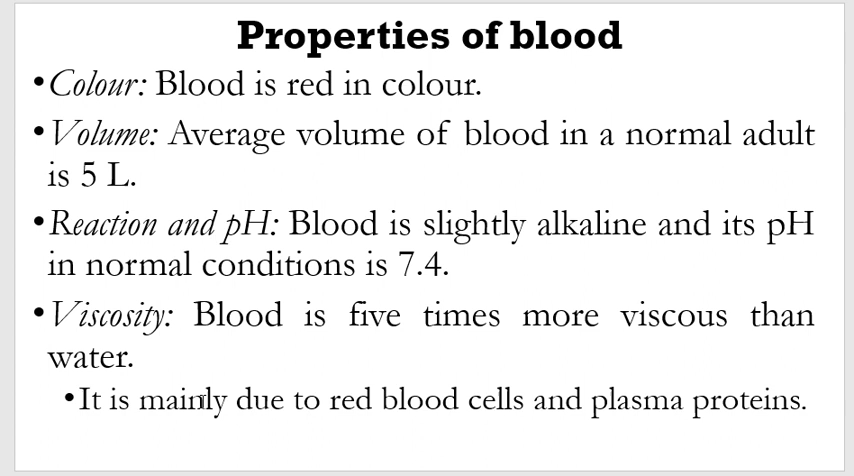 Properties of blood
•Colour: Blood is red in colour.
•Volume: Average volume of blood in a normal adult
is 5 L.
•Reaction and pH: Blood is slightly alkaline and its pH
in normal conditions is 7.4.
•Viscosity: Blood is five times more viscous than
water.
•It is mainly due to red blood cells and plasma proteins.